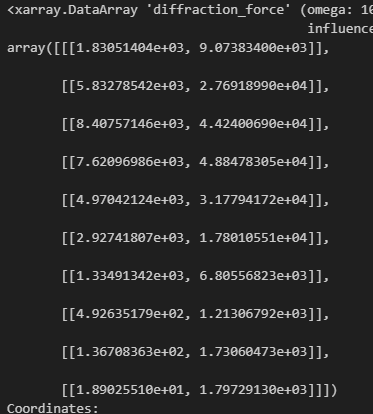 <xarray.DataArray 'diffraction_force' (omega: 10
influence
array([[[1.83051404e+03, 9.07383400e+03]],
[[5.83278542e+03, 2.76918990e+04]],
[[8.40757146e+03, 4.42400690e+04]],
[[7.62096986e+03, 4.88478305e+04]],
[[4.97042124e+03, 3.17794172e+04]],
[[2.92741807e+03, 1.78010551e+04]],
[[1.33491342e+03, 6.80556823e+03]],
[[4.92635179e+02, 1.21306792e+03]],
[[1.36708363e+02, 1.73060473e+03]],
[[1.89025510e+01, 1.79729130e+03]]])
Coordinates: